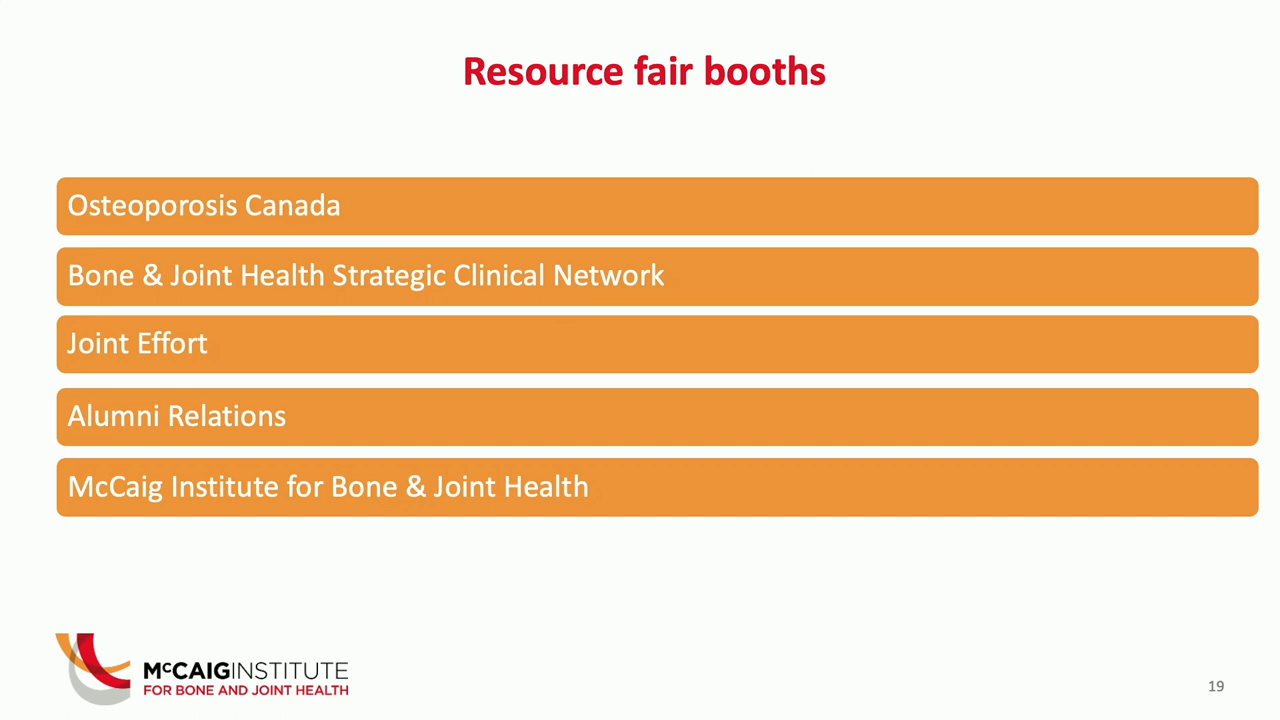 Resource fair booths
Osteoporosis Canada
Bone & Joint Health Strategic Clinical Network
Joint Effort
Alumni Relations
McCaig Institute for Bone & Joint Health
McCAIGINSTITUTE
FOR BONE AND JOINT HEALTH
19